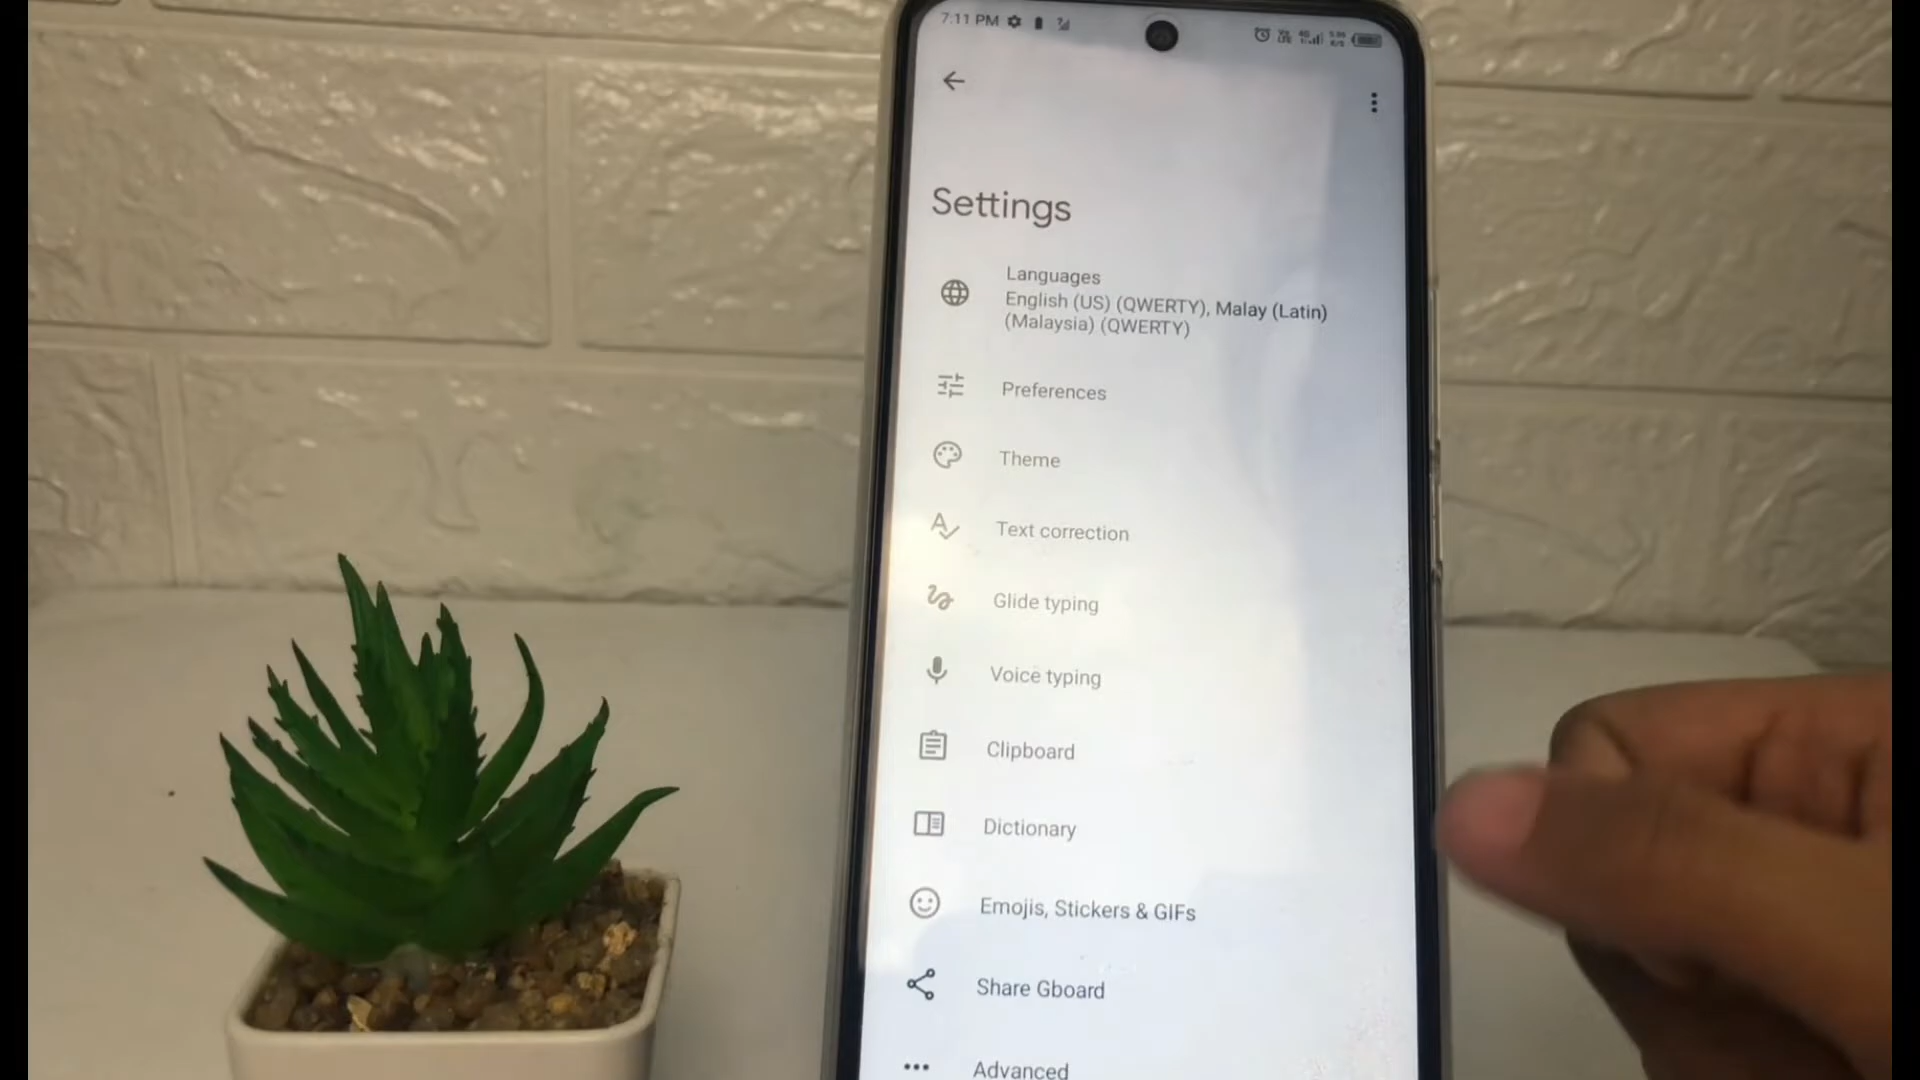 7:11 PM
Settings
Languages
English (US) (QWERTY), Malay (Latin)
(Malaysia) (QWERTY)
Preferences
Theme
Text correction
Glide typing
Voice typing
Clipboard
Dictionary
Emojis, Stickers & GIFs
Share Gboard
Advanced